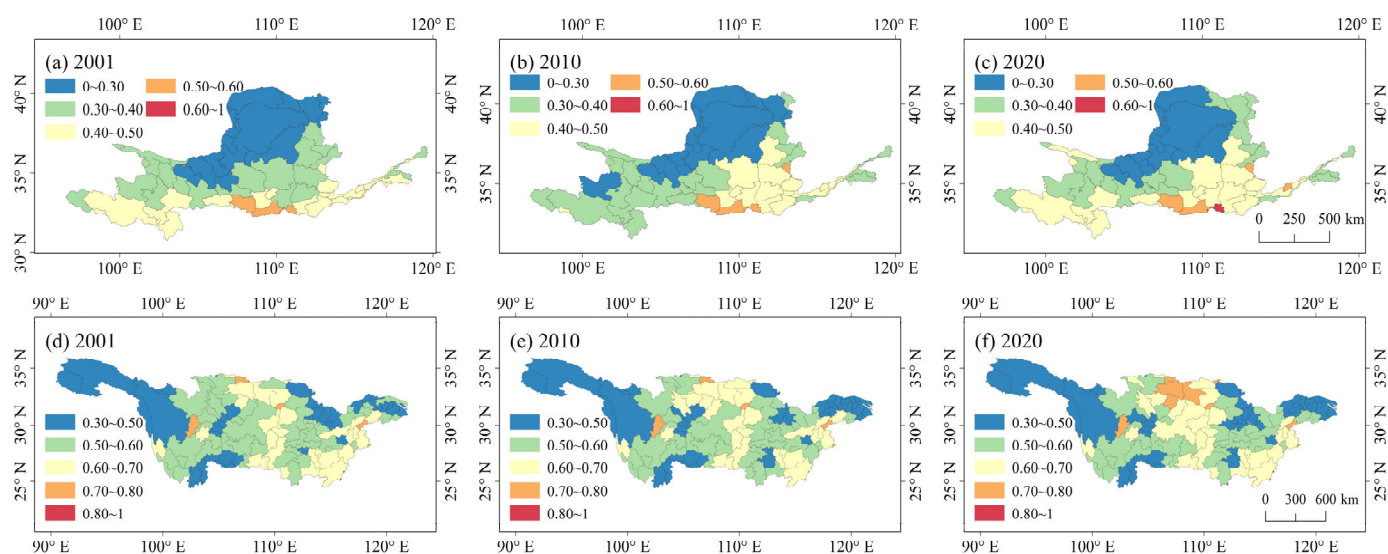 100° E 110° E 120° E 100° E 110° E 120° E 100° E 110° E 120° E
(a) 2001 (b) 2010 (c) 2020
0~0.30 0.50~0.60 0~0.30 0.50~0.60 0~0.30 0.50~0.60
0.30~0.40 0.60~1 0.30~0.40 0.60~1 0.30~0.40 0.60~1
0.40~0.50 0.40~0.50 0.40~0.50
40° N 40° N 40° N 40° N 40° N 40° N
35° N 35° N 35° N 35° N 35° N 35° N
0 250 500 km
30° N 30° N
100° E 110° E 120° E 100° E 110° E 120° E 100° E 110° E 120° E
90° E 100° E 110° E 120° E 90° E 100° E 110° E 120° E 90° E 100° E 110° E 120° E
(d) 2001 (e) 2010 (f) 2020
35° N 35° N 35° N 35° N 35° N 35° N
0.30~0.50 0.30~0.50 0.30~0.50
30° N 30° N 30° N 30° N 30° N 30° N
0.50~0.60 0.50~0.60 0.50~0.60
0.60~0.70 0.60~0.70 0.60~0.70
25° N 25° N 25° N 25° N 25° N 25° N
0.70~0.80 0.70~0.80 0.70~0.80
0 300 600 km
0.80~1 0.80~1 0.80~1
100° E 110° E 120° E 100° E 110° E 120° E 100° E 110° E 120° E